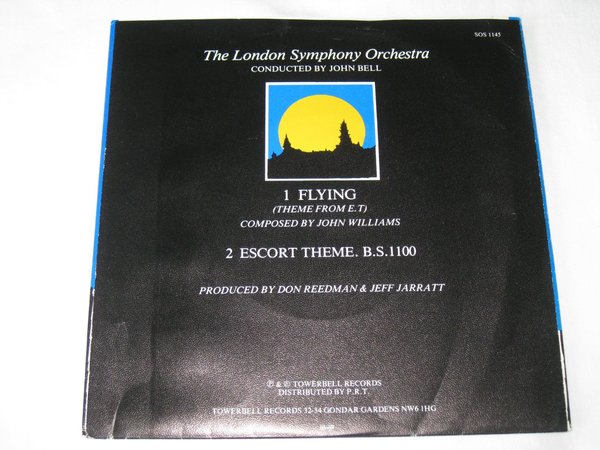 SOS 1145
The London Symphony Orchestra
CONDUCTED BY JOHN BELL
1 FLYING
(THEME FROM E.T)
COMPOSED BY JOHN WILLIAMS
2 ESCORT THEME. B.S.1100
PRODUCED BY DON REEDMAN & JEFF JARRATT
℗ & © TOWERBELL RECORDS
DISTRIBUTED BY P.R.T.
TOWERBELL RECORDS 32-34 GONDAR GARDENS NW6 1HG